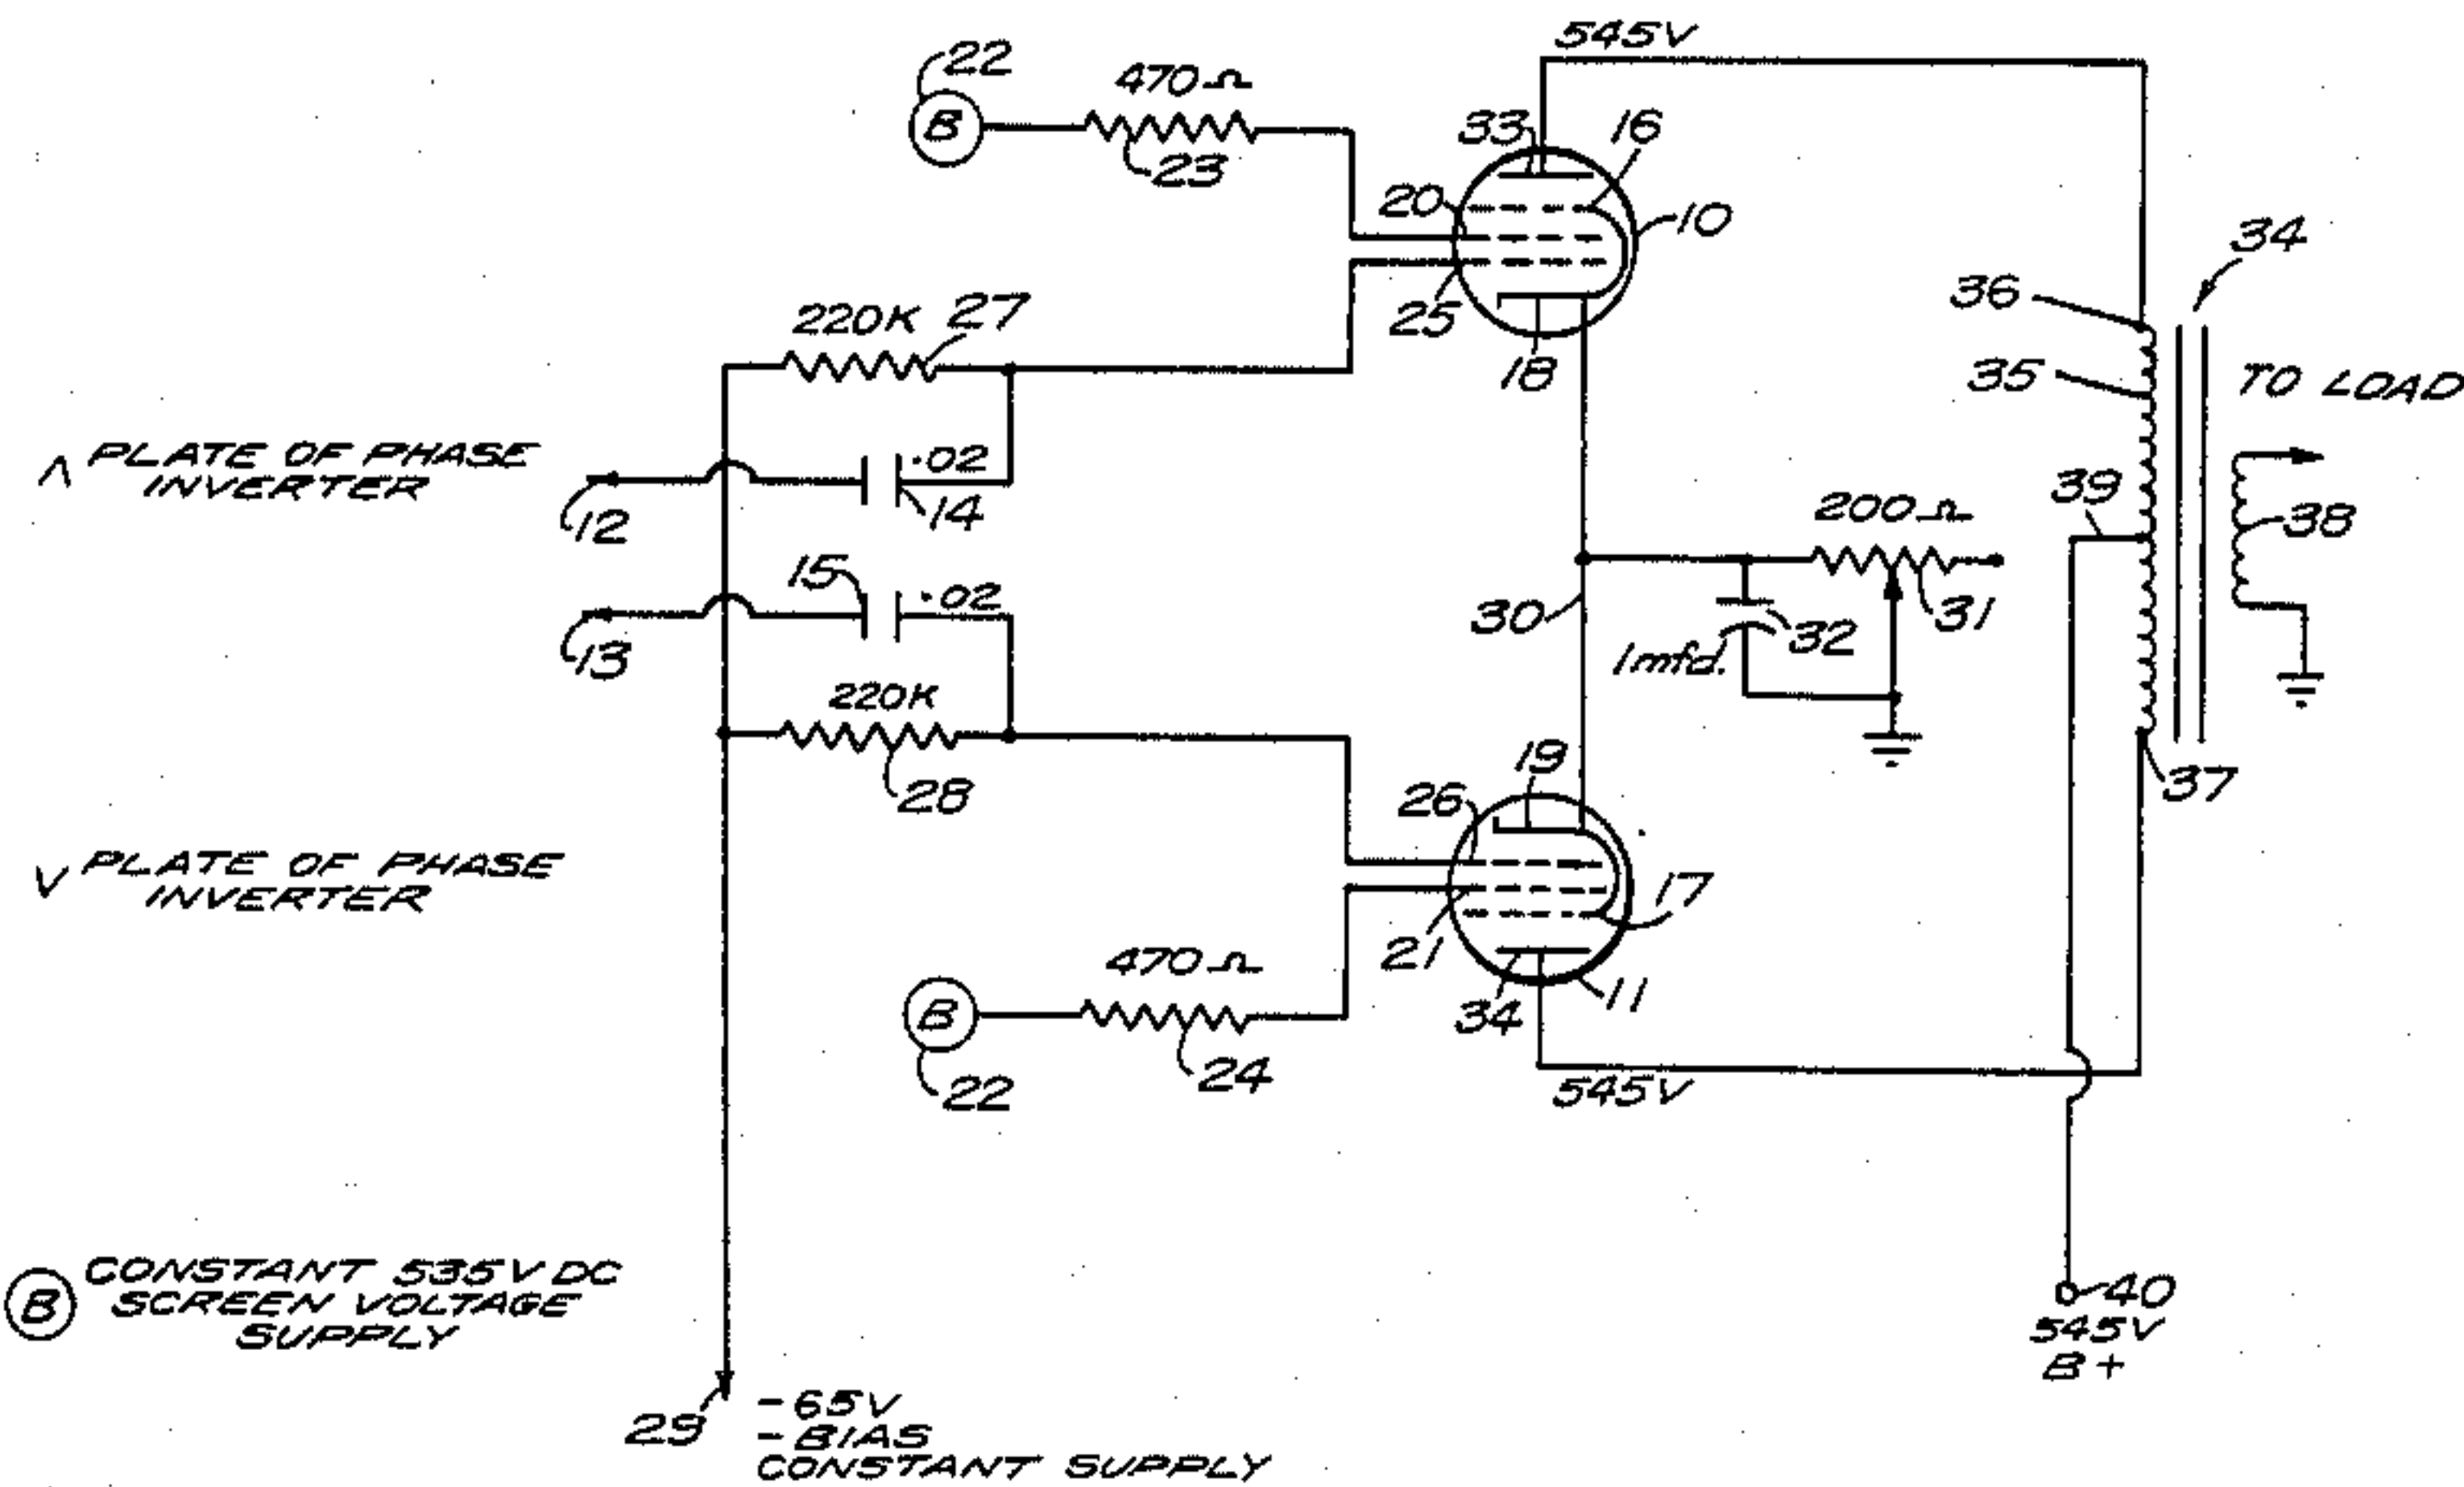 545V
22
B
470Ω
23
33
16
20
10
25
18
34
36
35
TO LOAD
220K
27
Λ PLATE OF PHASE
INVERTER
12
.02
14
39
38
200Ω
31
15
.02
13
30
32
1mfd.
220K
28
19
26
37
17
V PLATE OF PHASE
INVERTER
21
470Ω
34
11
B
24
22
545V
B CONSTANT 535V DC
SCREEN VOLTAGE
SUPPLY
40
545V
B+
29
-65V
-BIAS
CONSTANT SUPPLY